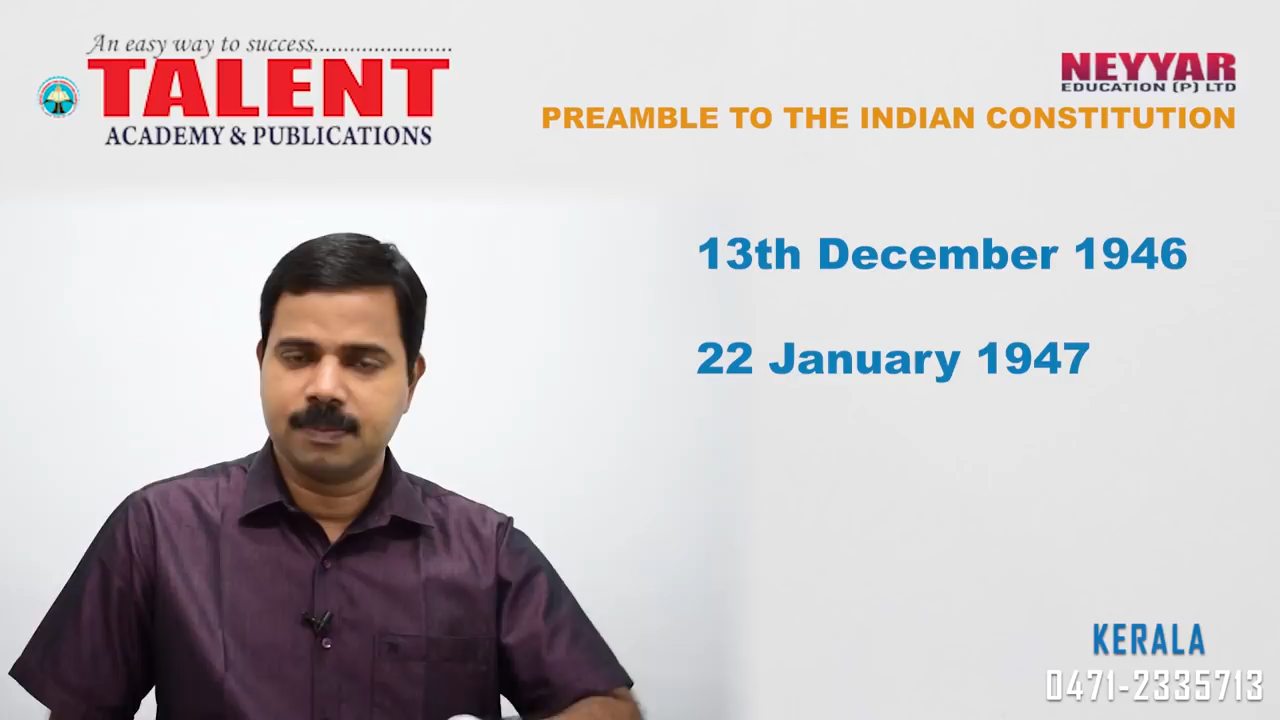 An easy way to success.......................
TALENT
ACADEMY & PUBLICATIONS
NEYYAR
EDUCATION (P) LTD
PREAMBLE TO THE INDIAN CONSTITUTION
13th December 1946
22 January 1947
KERALA
0471-2335713